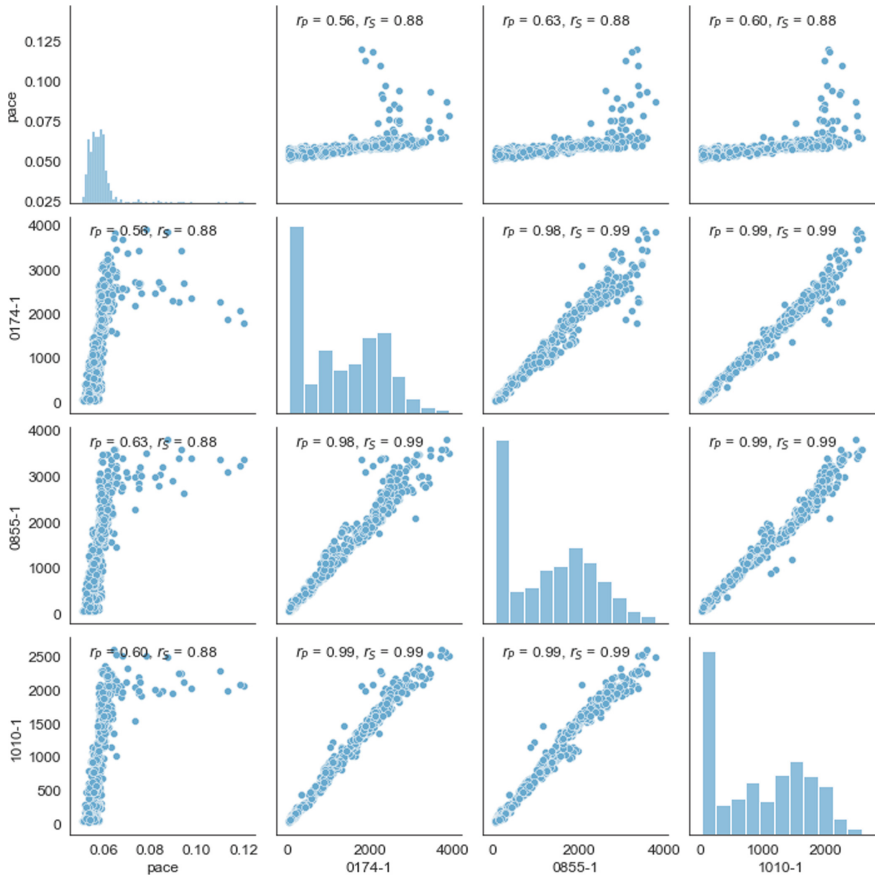 r_P = 0.56, r_S = 0.88
r_P = 0.63, r_S = 0.88
r_P = 0.60, r_S = 0.88
0.125
0.100
0.075
0.050
0.025
pace
r_P = 0.56, r_S = 0.88
r_P = 0.98, r_S = 0.99
r_P = 0.99, r_S = 0.99
4000
3000
2000
1000
0
0174-1
r_P = 0.63, r_S = 0.88
r_P = 0.98, r_S = 0.99
r_P = 0.99, r_S = 0.99
4000
3000
2000
1000
0
0855-1
r_P = 0.60, r_S = 0.88
r_P = 0.99, r_S = 0.99
r_P = 0.99, r_S = 0.99
2500
2000
1500
1000
500
0
1010-1
0.06 0.08 0.10 0.12
0 2000 4000
0 2000 4000
0 1000 2000
pace
0174-1
0855-1
1010-1